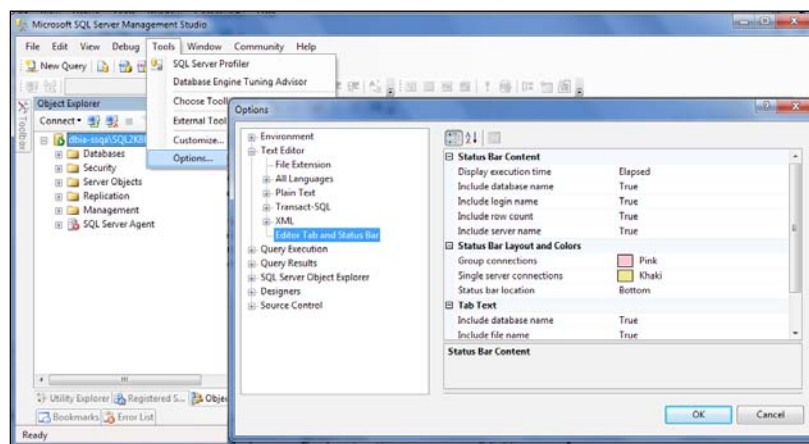 Microsoft SQL Server Management Studio
File Edit View Debug Tools Window Community Help
New Query
SQL Server Profiler
Database Engine Tuning Advisor
Choose Tool
External Tool
Customize...
Options...
Object Explorer
Connect
Toolbox
Databases
Security
Server Objects
Replication
Management
SQL Server Agent
Options
Environment
Text Editor
File Extension
All Languages
Plain Text
Transact-SQL
XML
Editor Tab and Status Bar
Query Execution
Query Results
SQL Server Object Explorer
Designers
Source Control
Status Bar Content
Display execution time Elapsed
Include database name True
Include login name True
Include row count True
Include server name True
Status Bar Layout and Colors
Group connections Pink
Single server connections Khaki
Status bar location Bottom
Tab Text
Include database name True
Include file name True
Status Bar Content
OK Cancel
Utility Explorer Registered S... Obje
Bookmarks Error List
Ready